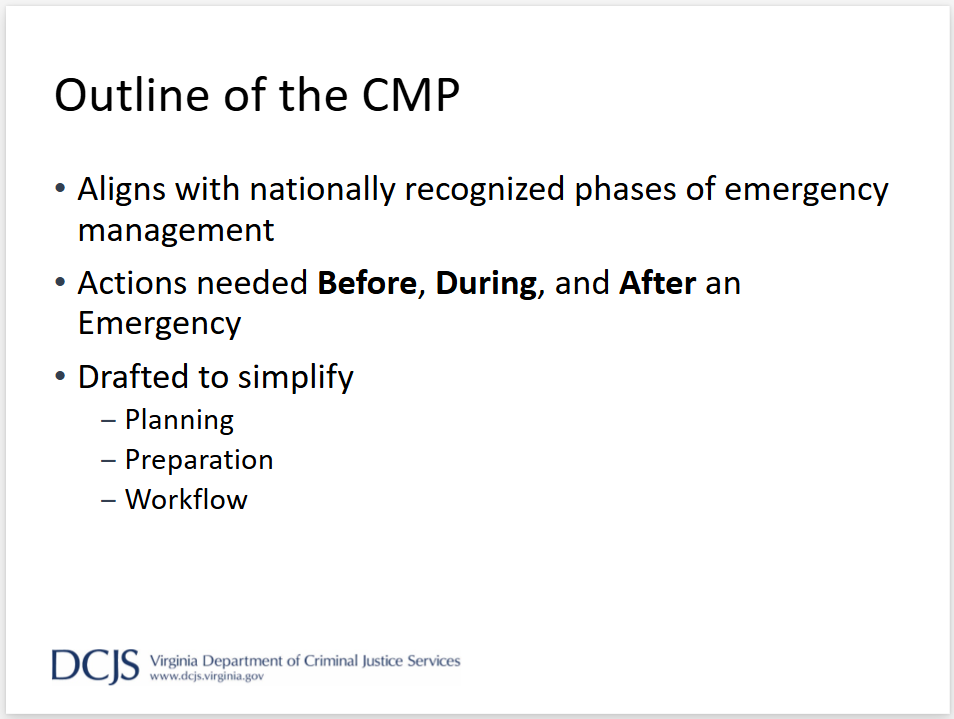 Outline of the CMP
• Aligns with nationally recognized phases of emergency
management
• Actions needed Before, During, and After an
Emergency
• Drafted to simplify
– Planning
– Preparation
– Workflow
DCJS Virginia Department of Criminal Justice Services
www.dcjs.virginia.gov